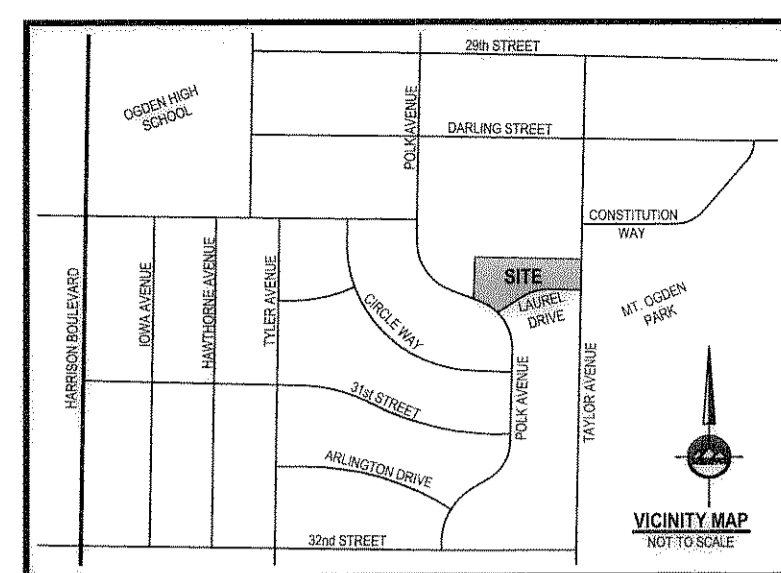 29th STREET
OGDEN HIGH
SCHOOL
POLK AVENUE
DARLING STREET
CONSTITUTION
WAY
HARRISON BOULEVARD
IOWA AVENUE
HAWTHORNE AVENUE
TYLER AVENUE
CIRCLE WAY
SITE
LAUREL
DRIVE
MT. OGDEN
PARK
31st STREET
POLK AVENUE
TAYLOR AVENUE
ARLINGTON DRIVE
32nd STREET
VICINITY MAP
NOT TO SCALE